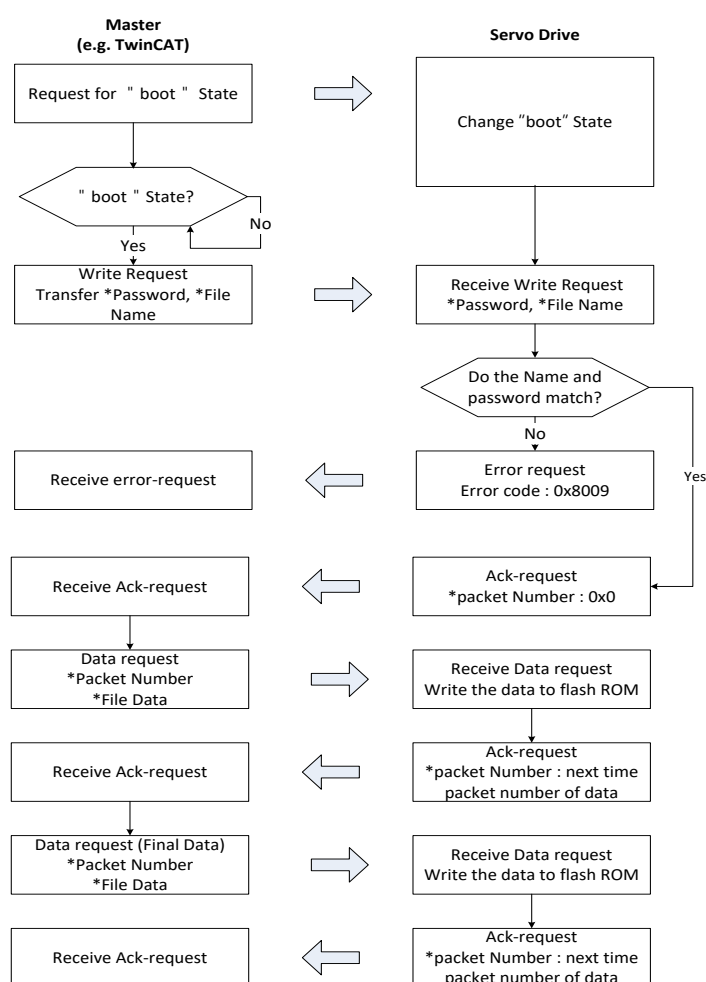 Master
(e.g. TwinCAT)
Servo Drive
Request for " boot " State
Change "boot" State
" boot " State?
No
Yes
Write Request
Transfer *Password, *File
Name
Receive Write Request
*Password, *File Name
Do the Name and
password match?
No
Yes
Receive error-request
Error request
Error code : 0x8009
Receive Ack-request
Ack-request
*packet Number : 0x0
Data request
*Packet Number
*File Data
Receive Data request
Write the data to flash ROM
Receive Ack-request
Ack-request
*packet Number : next time
packet number of data
Data request (Final Data)
*Packet Number
*File Data
Receive Data request
Write the data to flash ROM
Receive Ack-request
Ack-request
*packet Number : next time
packet number of data